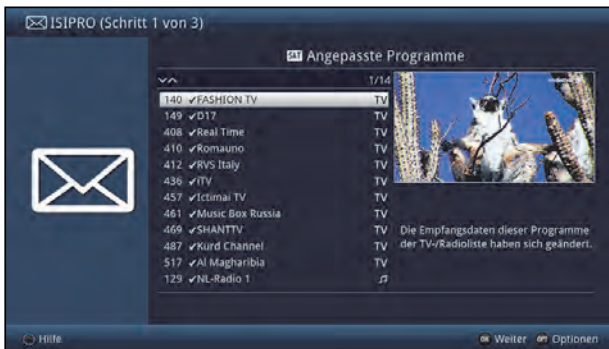 ISIPRO (Schritt 1 von 3)
SAT Angepasste Programme
1/14
140 ✔FASHION TV TV
149 ✔D17 TV
408 ✔Real Time TV
410 ✔Romauno TV
412 ✔RVS Italy TV
436 ✔iTV TV
457 ✔Ictimai TV TV
461 ✔Music Box Russia TV
469 ✔SHANTTV TV
487 ✔Kurd Channel TV
517 ✔Al Magharibia TV
129 ✔NL-Radio 1 ♫
Die Empfangsdaten dieser Programme
der TV-/Radioliste haben sich geändert.
Hilfe
OK Weiter OPT Optionen